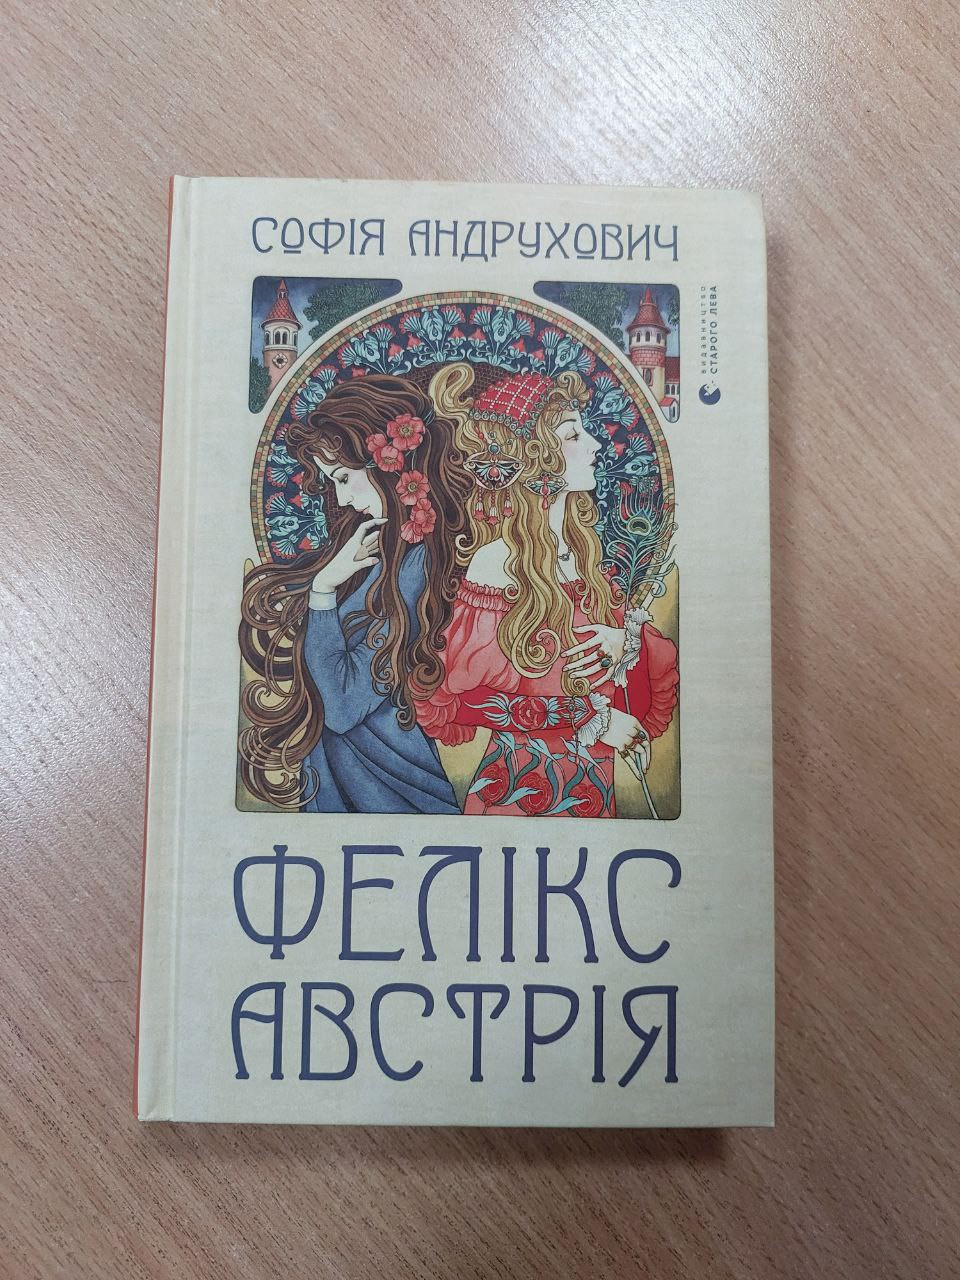 СОФІЯ АНДРУХОВИЧ
ВИДАВНИЦТВО
СТАРОГО ЛЕВА
ФЕЛІКС
АВСТРІЯ